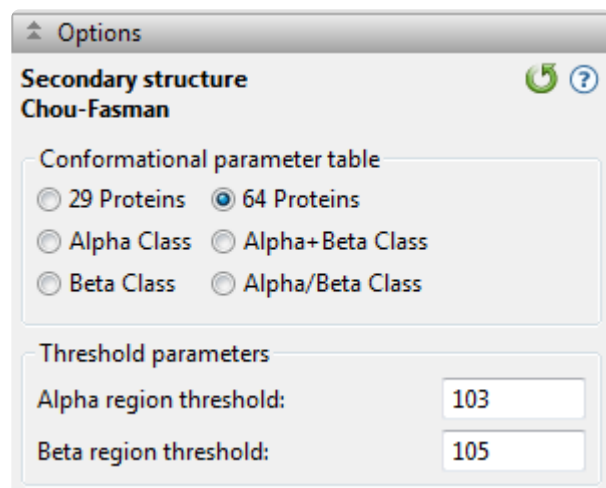 Options
Secondary structure
Chou-Fasman
Conformational parameter table
29 Proteins 64 Proteins
Alpha Class Alpha+Beta Class
Beta Class Alpha/Beta Class
Threshold parameters
Alpha region threshold: 103
Beta region threshold: 105